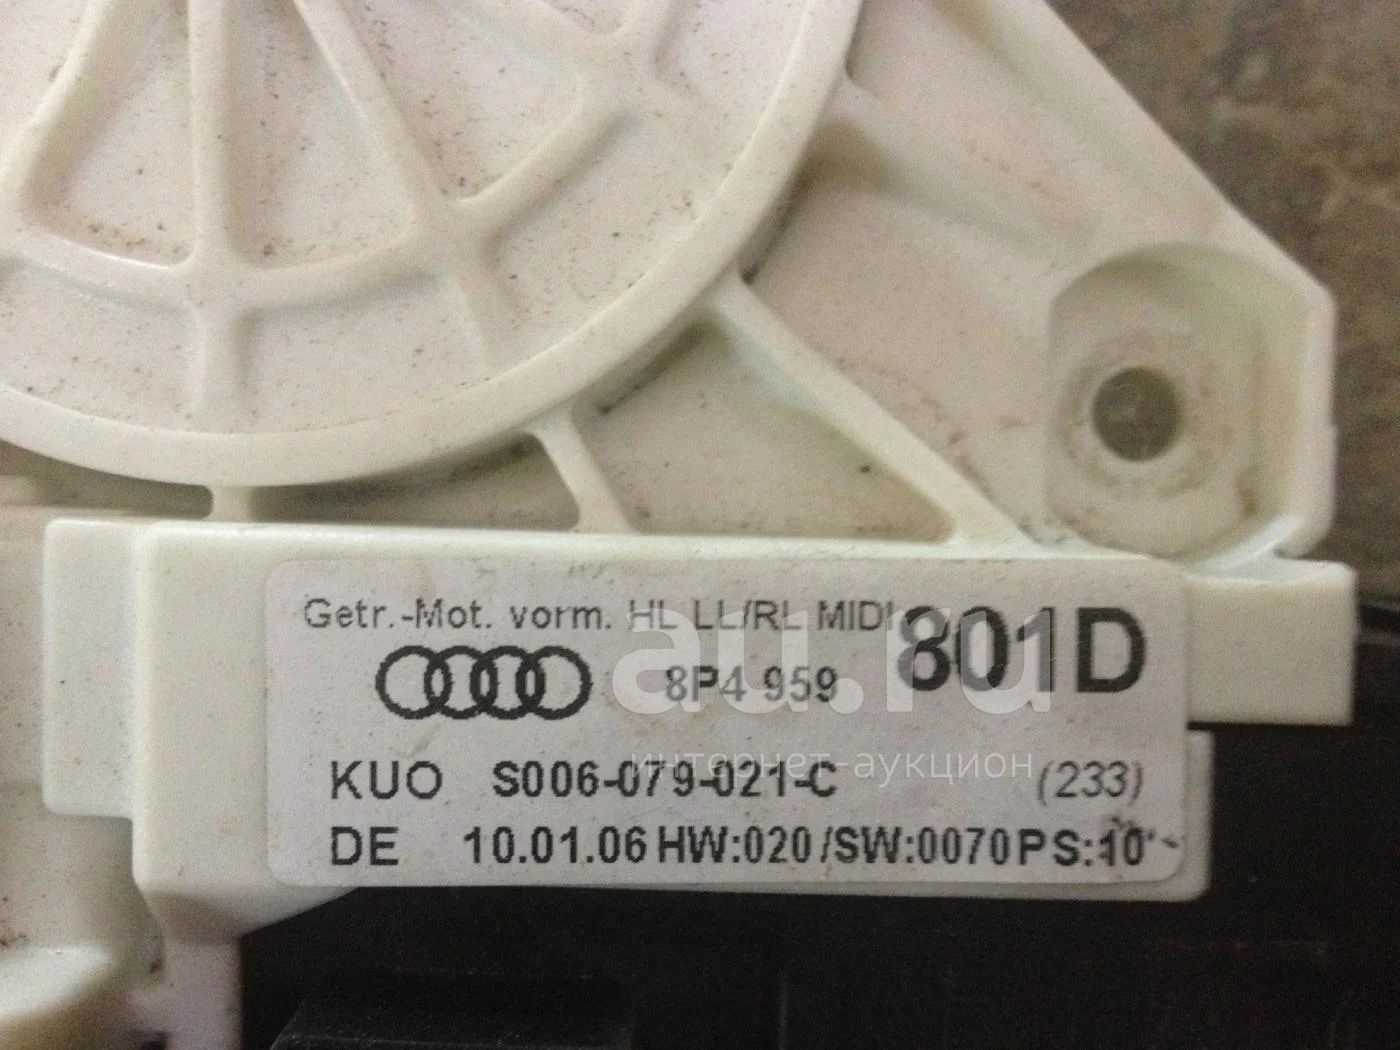 Getr.-Mot. vorm. HL LL/RL MIDI 801D
8P4 959
au.ru
интернет-аукцион
KUO S006-079-021-C (233)
DE 10.01.06 HW:020/SW:0070 PS:10